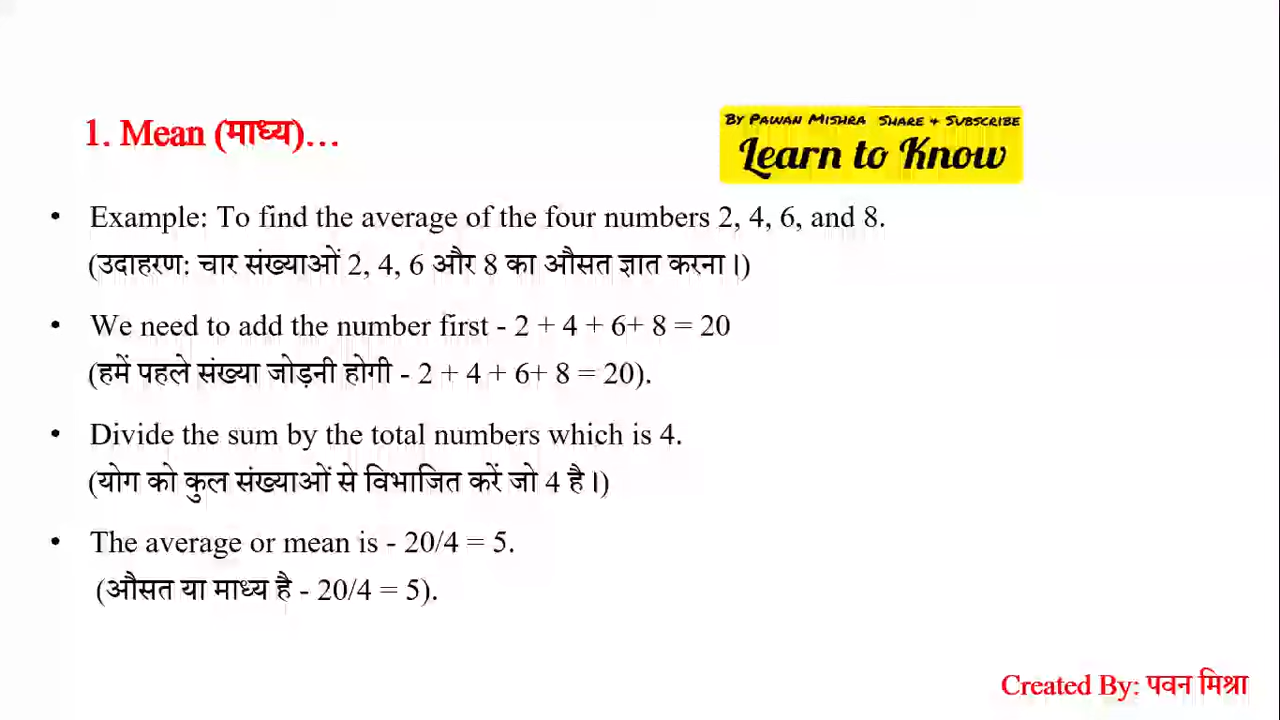 1. Mean (माध्य)...
By Pawan Mishra Share & Subscribe
Learn to Know
• Example: To find the average of the four numbers 2, 4, 6, and 8.
(उदाहरण: चार संख्याओं 2, 4, 6 और 8 का औसत ज्ञात करना।)
• We need to add the number first - 2 + 4 + 6+ 8 = 20
(हमें पहले संख्या जोड़नी होगी - 2 + 4 + 6+ 8 = 20).
• Divide the sum by the total numbers which is 4.
(योग को कुल संख्याओं से विभाजित करें जो 4 है।)
• The average or mean is - 20/4 = 5.
(औसत या माध्य है - 20/4 = 5).
Created By: पवन मिश्रा